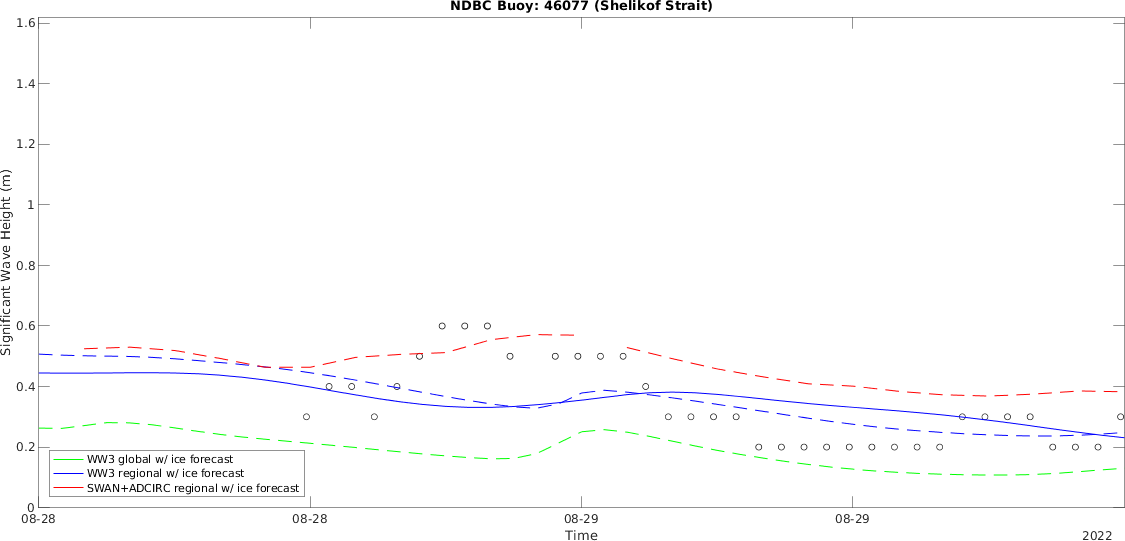 NDBC Buoy: 46077 (Shelikof Strait)
1.6
1.4
1.2
1
0.8
0.6
0.4
0.2
0
Significant Wave Height (m)
WW3 global w/ ice forecast
WW3 regional w/ ice forecast
SWAN+ADCIRC regional w/ ice forecast
08-28
08-28
08-29
08-29
Time
2022